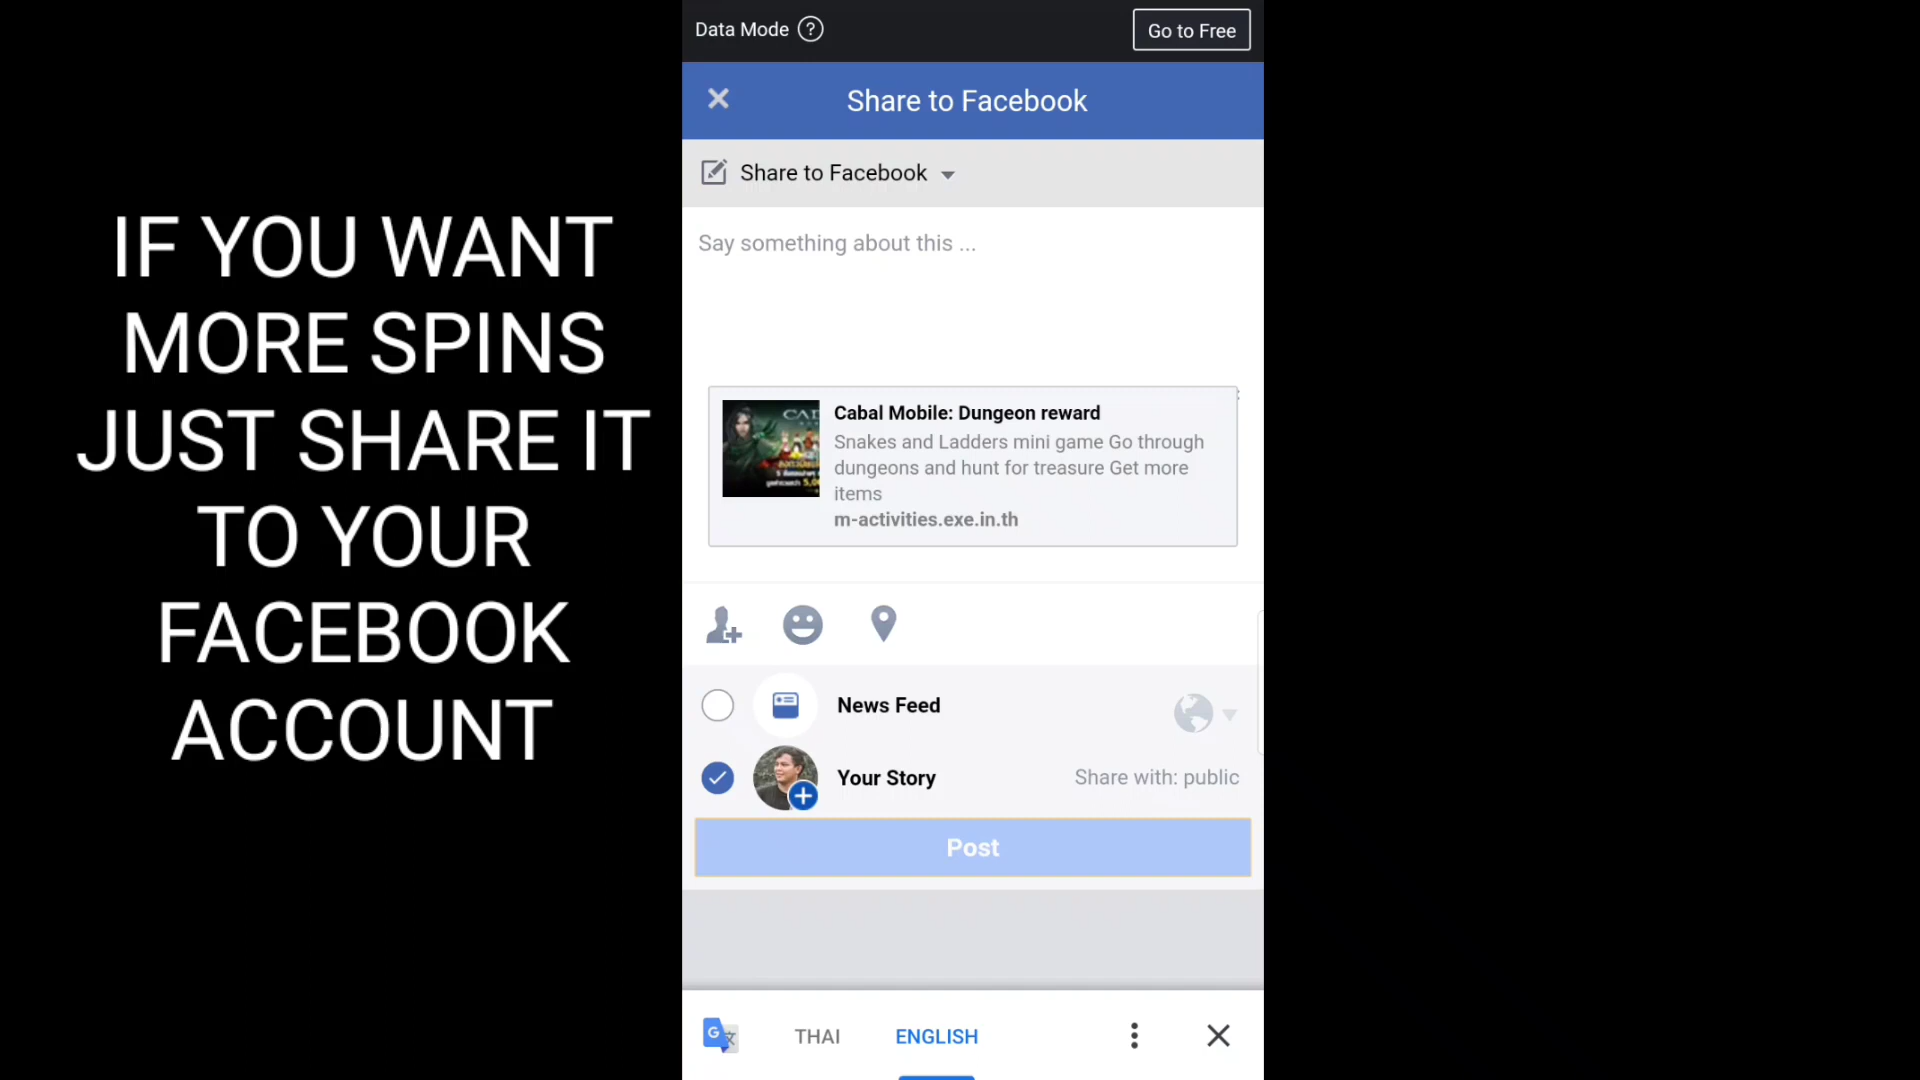 Data Mode
Go to Free
Share to Facebook
Share to Facebook
Say something about this ...
IF YOU WANT
MORE SPINS
JUST SHARE IT
TO YOUR
FACEBOOK
ACCOUNT
Cabal Mobile: Dungeon reward
Snakes and Ladders mini game Go through
dungeons and hunt for treasure Get more
items
m-activities.exe.in.th
News Feed
Your Story
Share with: public
Post
THAI
ENGLISH